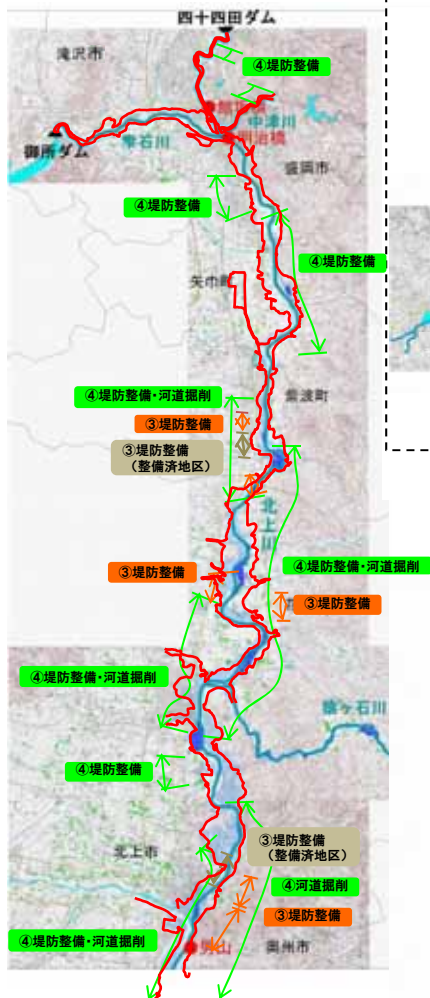 四十四田ダム
滝沢市
④堤防整備
中津川
明治橋
御所ダム
雫石川
盛岡市
④堤防整備
④堤防整備
矢巾町
④堤防整備・河道掘削
紫波町
③堤防整備
③堤防整備
(整備済地区)
北上川
④堤防整備・河道掘削
③堤防整備
③堤防整備
④堤防整備・河道掘削
猿ヶ石川
④堤防整備
③堤防整備
(整備済地区)
北上市
④河道掘削
③堤防整備
④堤防整備・河道掘削
男山
奥州市